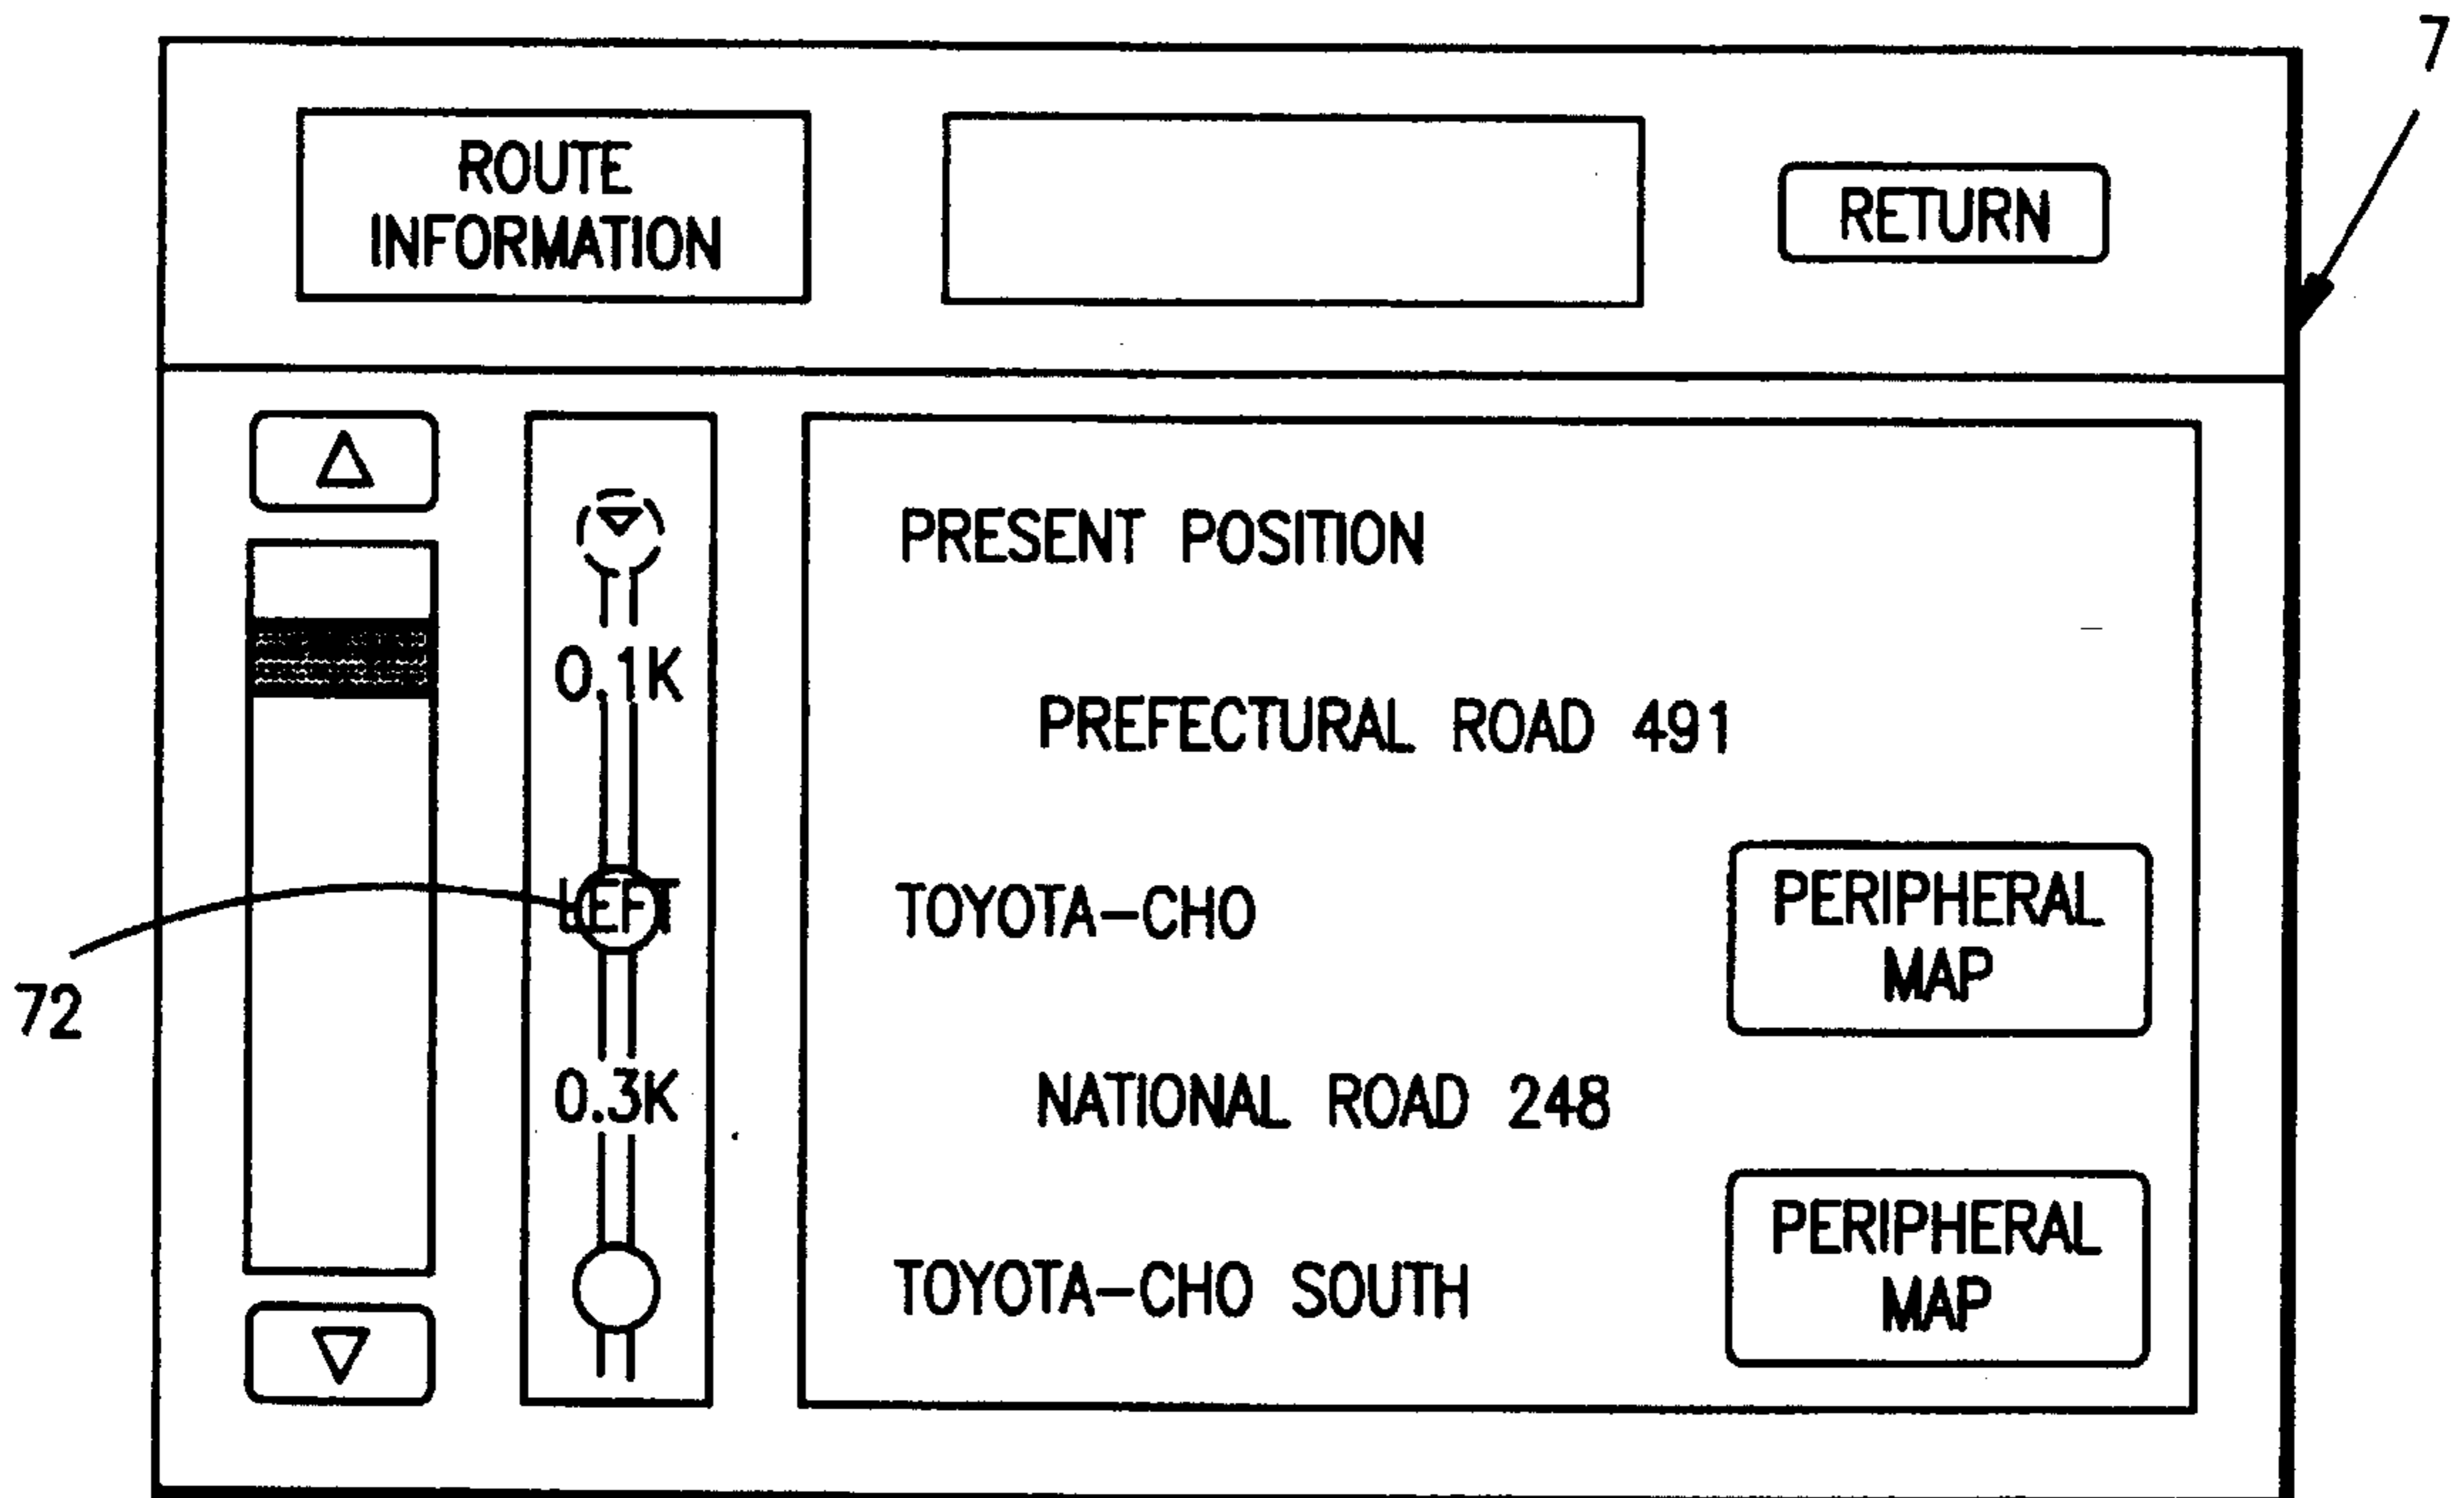 7
ROUTE
INFORMATION
RETURN
PRESENT POSITION
0.1K
PREFECTURAL ROAD 491
LEFT
TOYOTA-CHO
PERIPHERAL
MAP
72
0.3K
NATIONAL ROAD 248
TOYOTA-CHO SOUTH
PERIPHERAL
MAP